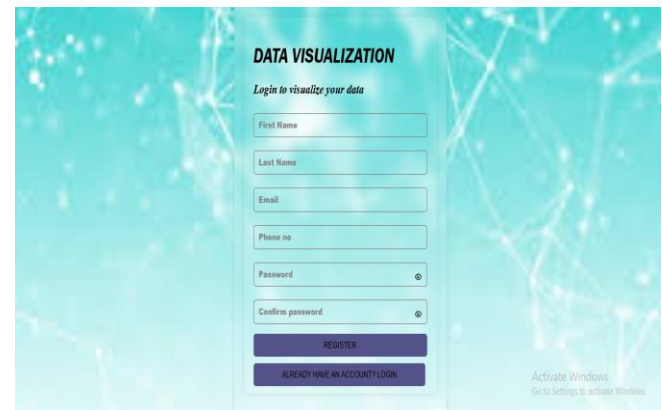 DATA VISUALIZATION
Login to visualize your data
First Name
Last Name
Email
Phone no
Password
Confirm password
REGISTER
ALREADY HAVE AN ACCOUNT? LOGIN
Activate Windows
Go to Settings to activate Windows.